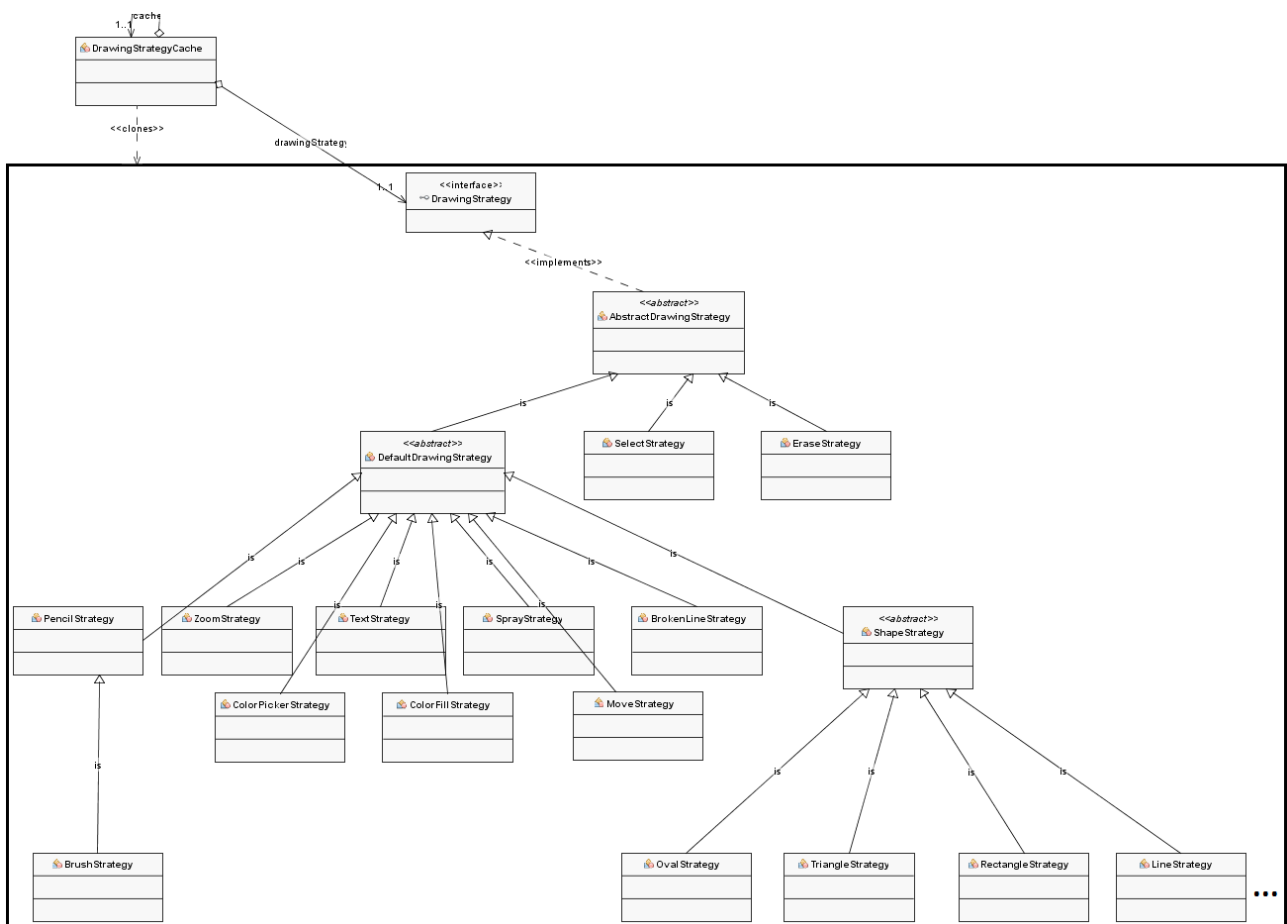 cache
1..1
DrawingStrategyCache
<<clones>>
drawingStrategy
1..1
<<interface>>
DrawingStrategy
<<implements>>
<<abstract>>
AbstractDrawingStrategy
is
is
is
<<abstract>>
DefaultDrawingStrategy
SelectStrategy
EraseStrategy
is
is
is
is
is
is
is
is
is
PencilStrategy
ZoomStrategy
TextStrategy
SprayStrategy
BrokenLineStrategy
<<abstract>>
ShapeStrategy
ColorPickerStrategy
ColorFillStrategy
MoveStrategy
is
is
is
is
is
BrushStrategy
OvalStrategy
TriangleStrategy
RectangleStrategy
LineStrategy
...